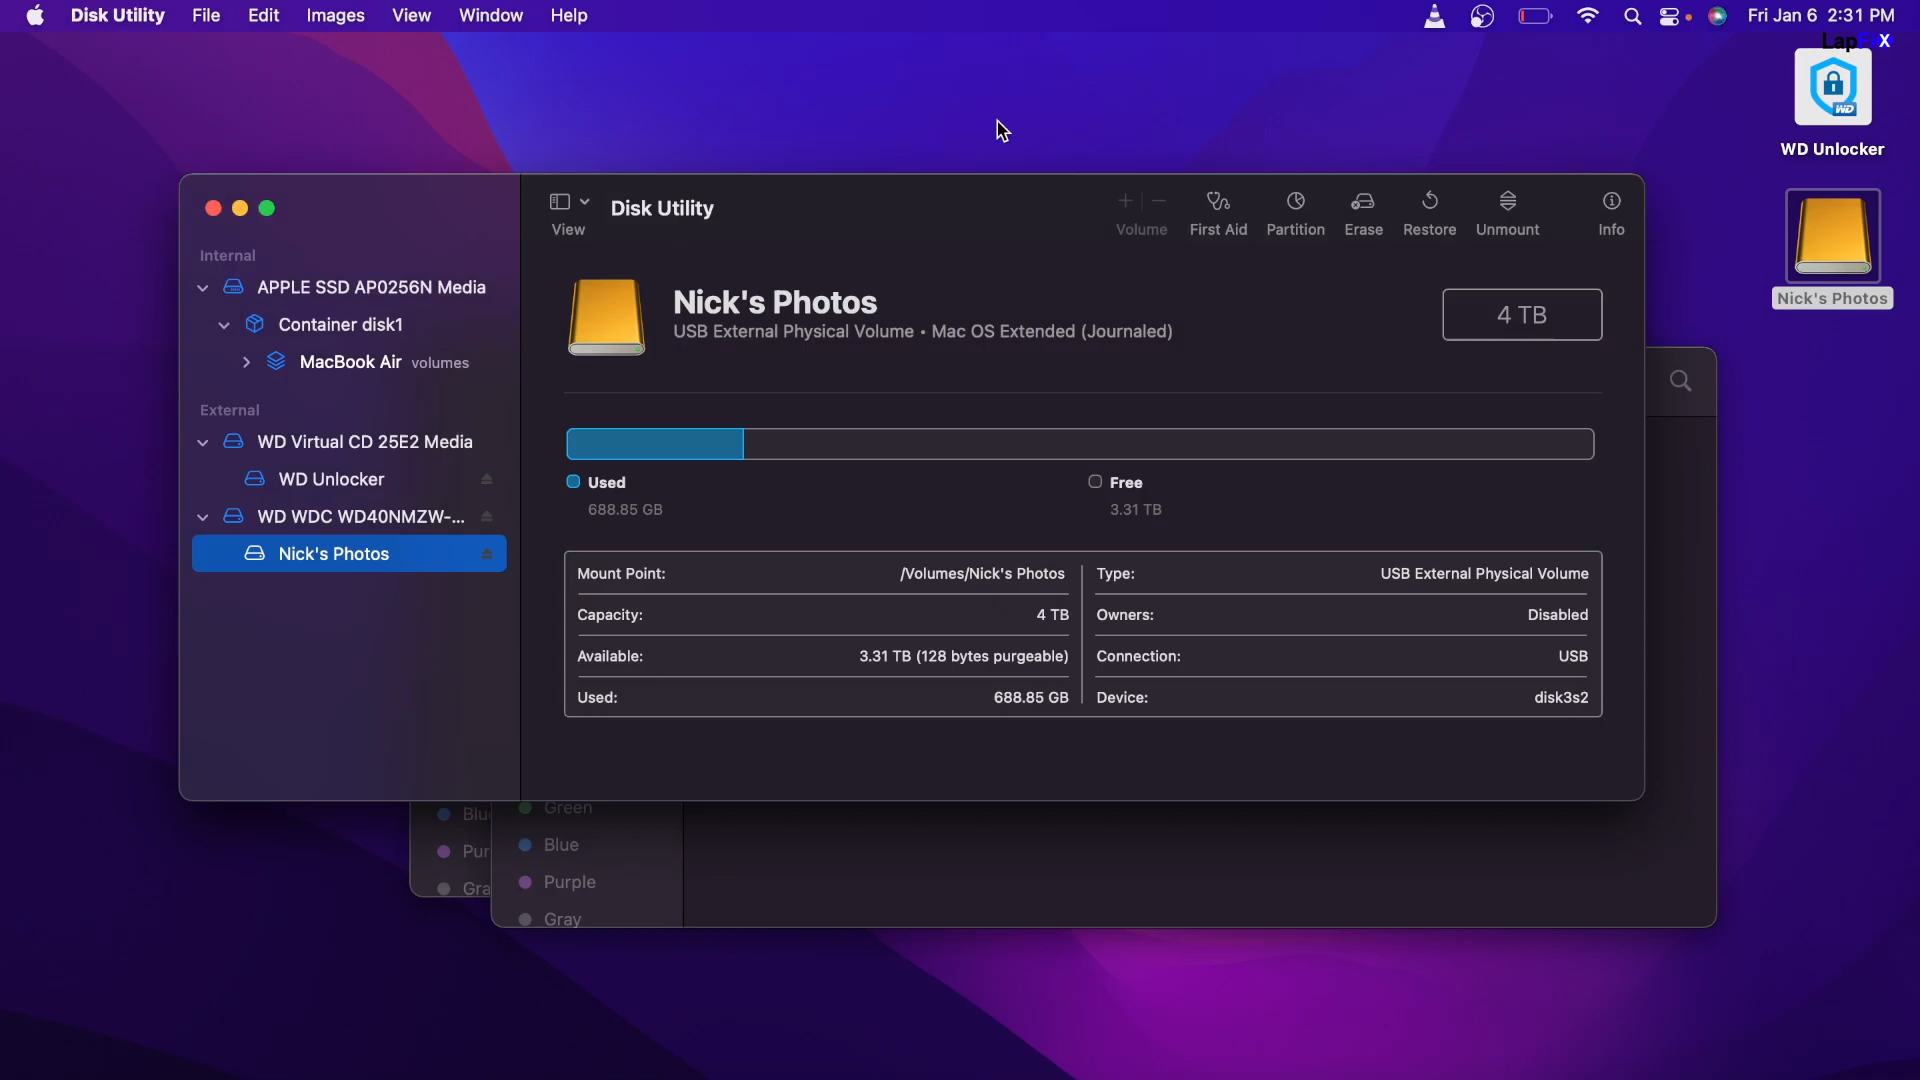 Disk Utility File Edit Images View Window Help
Fri Jan 6 2:31 PM
LapFiX
WD
WD Unlocker
Nick's Photos
View
Disk Utility
Volume First Aid Partition Erase Restore Unmount Info
Internal
APPLE SSD AP0256N Media
Container disk1
MacBook Air volumes
External
WD Virtual CD 25E2 Media
WD Unlocker
WD WDC WD40NMZW-...
Nick's Photos
Nick's Photos
USB External Physical Volume • Mac OS Extended (Journaled)
4 TB
Used
688.85 GB
Free
3.31 TB
Mount Point: /Volumes/Nick's Photos
Capacity: 4 TB
Available: 3.31 TB (128 bytes purgeable)
Used: 688.85 GB
Type: USB External Physical Volume
Owners: Disabled
Connection: USB
Device: disk3s2
Blu
Pur
Gra
Green
Blue
Purple
Gray